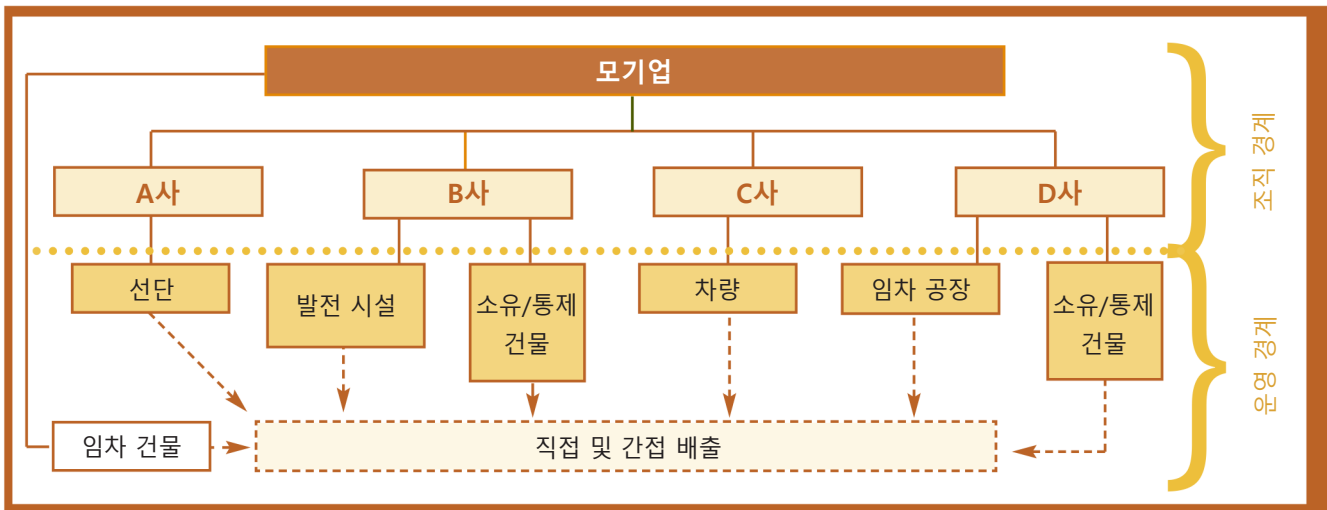 모기업
조직 경계
A사
B사
C사
D사
선단
발전 시설
소유/통제
건물
차량
임차 공장
소유/통제
건물
운영 경계
임차 건물
직접 및 간접 배출